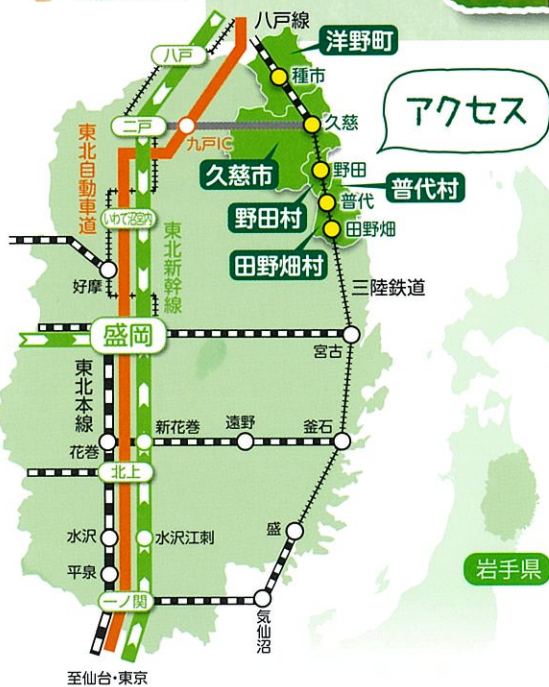 八戸線
洋野町
八戸
種市
アクセス
二戸
久慈
九戸IC
東北自動車道
久慈市
野田
普代村
いわて沼宮内
野田村
普代
東北新幹線
田野畑
田野畑村
好摩
三陸鉄道
盛岡
宮古
東北本線
新花巻
遠野
釜石
花巻
北上
水沢
水沢江刺
盛
平泉
岩手県
一ノ関
気仙沼
至仙台・東京